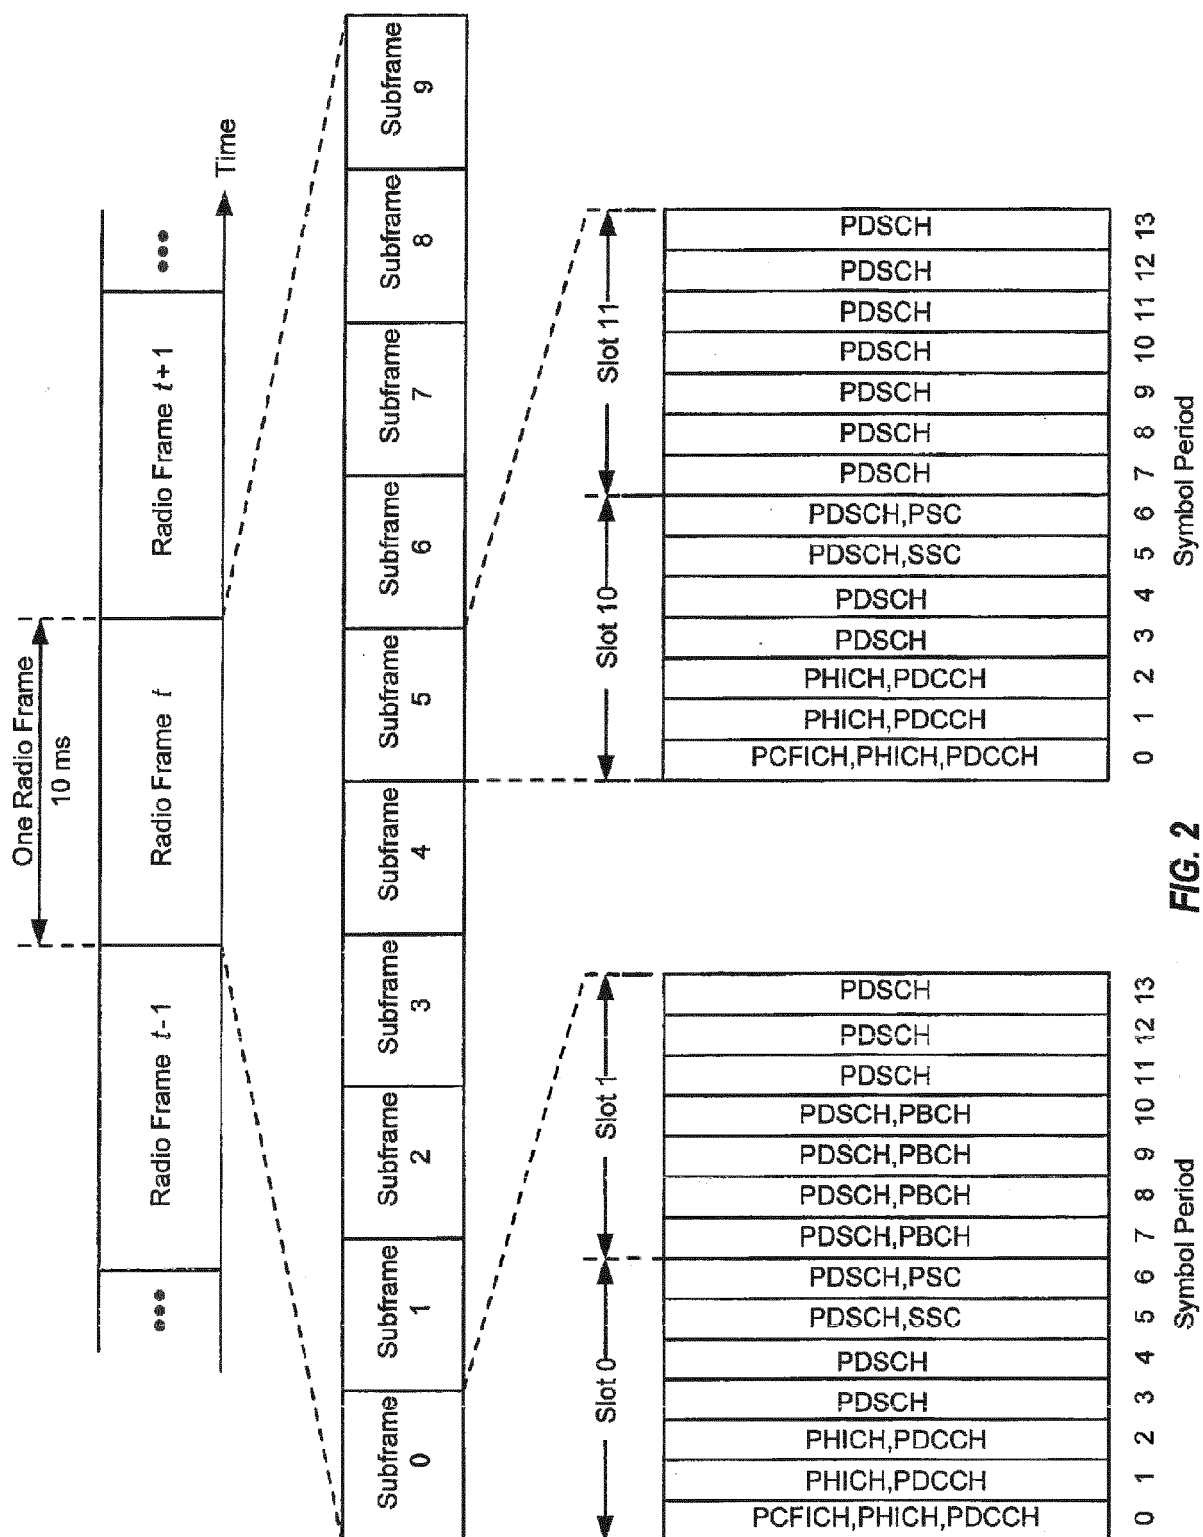 One Radio Frame
10 ms
••• Radio Frame t-1 Radio Frame t Radio Frame t+1 •••
Time
Subframe 0
Subframe 1
Subframe 2
Subframe 3
Subframe 4
Subframe 5
Subframe 6
Subframe 7
Subframe 8
Subframe 9
Slot 0
Slot 1
PCFICH,PHICH,PDCCH
PHICH,PDCCH
PHICH,PDCCH
PDSCH
PDSCH
PDSCH,SSC
PDSCH,PSC
PDSCH,PBCH
PDSCH,PBCH
PDSCH,PBCH
PDSCH,PBCH
PDSCH
PDSCH
PDSCH
0 1 2 3 4 5 6 7 8 9 10 11 12 13
Symbol Period
Slot 10
Slot 11
PCFICH,PHICH,PDCCH
PHICH,PDCCH
PHICH,PDCCH
PDSCH
PDSCH
PDSCH,SSC
PDSCH,PSC
PDSCH
PDSCH
PDSCH
PDSCH
PDSCH
PDSCH
PDSCH
0 1 2 3 4 5 6 7 8 9 10 11 12 13
Symbol Period
FIG. 2